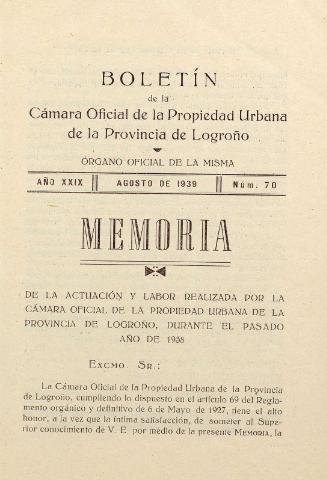 BOLETÍN
de la
Cámara Oficial de la Propiedad Urbana
de la Provincia de Logroño
ÓRGANO OFICIAL DE LA MISMA
AÑO XXIX AGOSTO DE 1939 Núm. 70
MEMORIA
DE LA ACTUACIÓN Y LABOR REALIZADA POR LA
CÁMARA OFICIAL DE LA PROPIEDAD URBANA DE LA
PROVINCIA DE LOGROÑO, DURANTE EL PASADO
AÑO DE 1938
EXCMO. SR.:
La Cámara Oficial de la Propiedad Urbana de la Provincia
de Logroño, cumpliendo lo dispuesto en el artículo 69 del Regla-
mento orgánico y definitivo de 6 de Mayo de 1927, tiene el alto
honor, a la vez que la íntima satisfacción, de someter al Supe-
rior conocimiento de V. E por medio de la presente MEMORIA, la